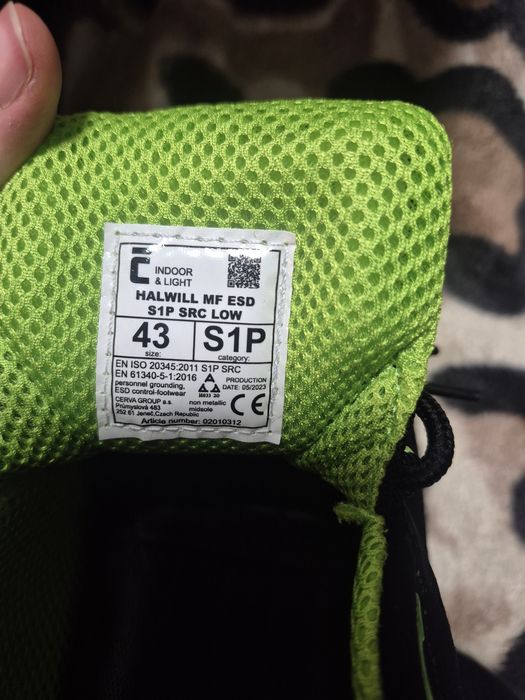 INDOOR
& LIGHT
HALWILL MF ESD
S1P SRC LOW
43
size:
S1P
category:
EN ISO 20345:2011 S1P SRC
EN 61340-5-1:2016
personnel grounding,
ESD control-footwear
PRODUCTION
DATE: 05/2023
CERVA GROUP a.s.
Průmyslová 483
252 61 Jeneč,Czech Republic
non metallic
midsole
CE
Article number: 02010312